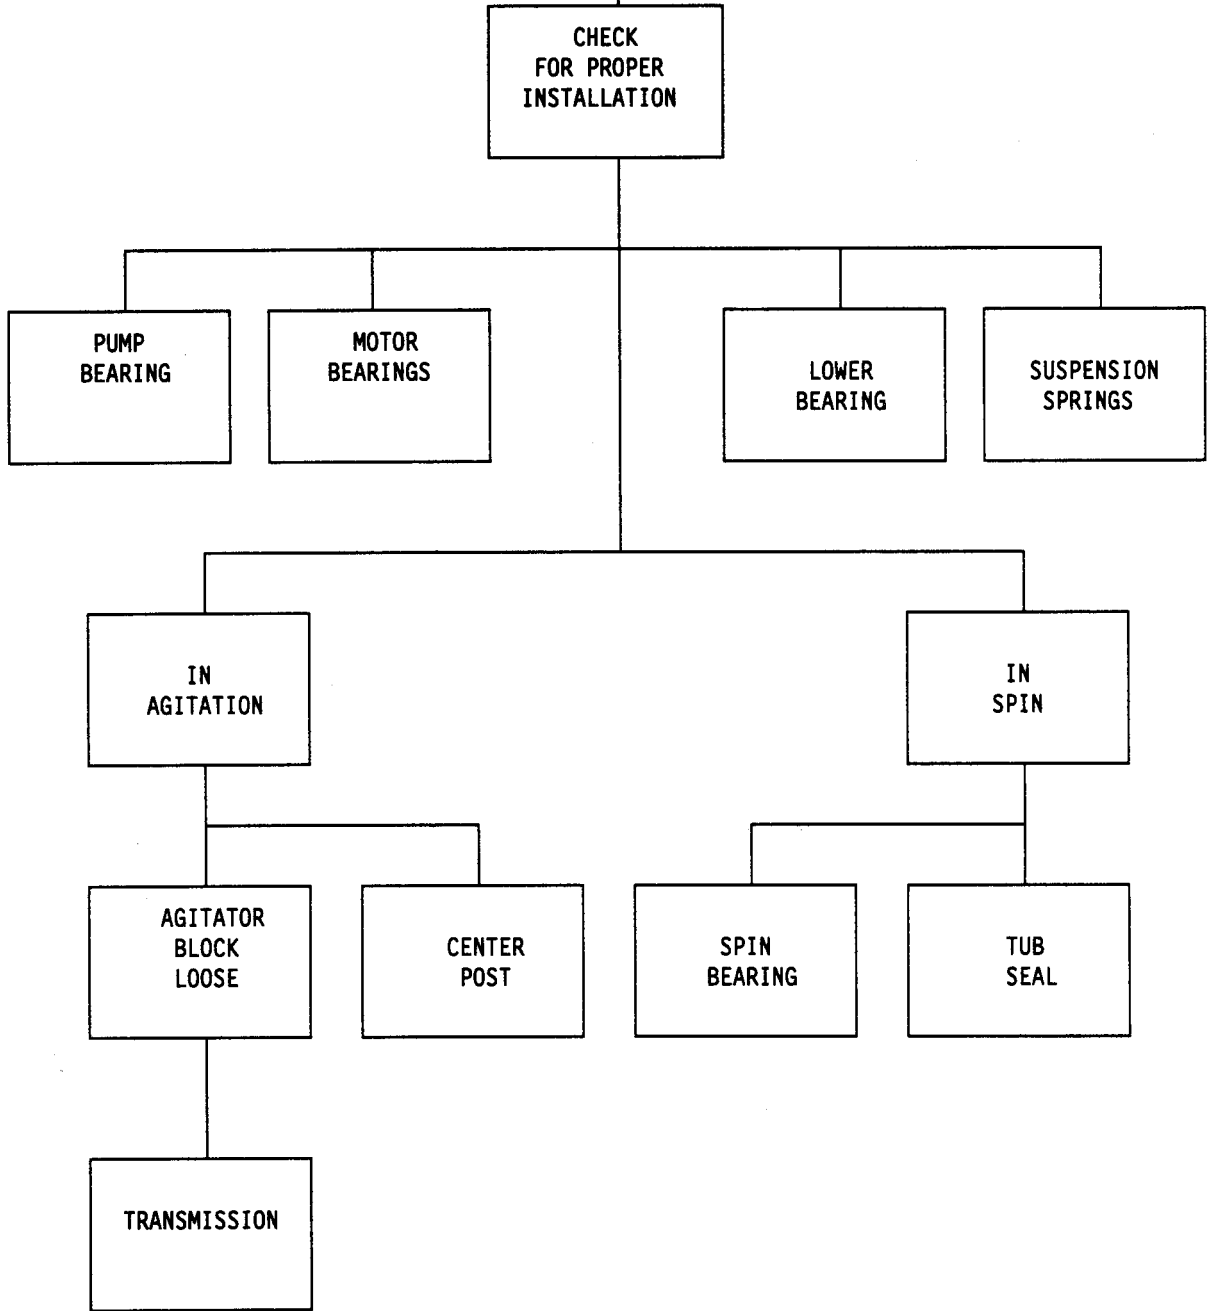 CHECK
FOR PROPER
INSTALLATION
PUMP
BEARING
MOTOR
BEARINGS
LOWER
BEARING
SUSPENSION
SPRINGS
IN
AGITATION
IN
SPIN
AGITATOR
BLOCK
LOOSE
CENTER
POST
SPIN
BEARING
TUB
SEAL
TRANSMISSION